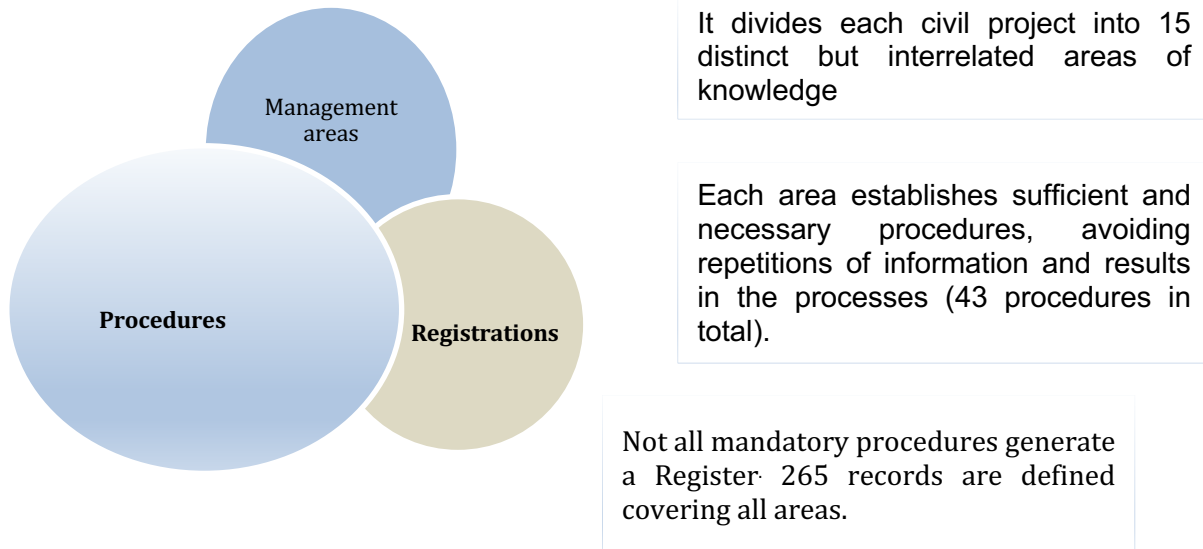 Management
areas
Procedures
Registrations
It divides each civil project into 15
distinct but interrelated areas of
knowledge
Each area establishes sufficient and
necessary procedures, avoiding
repetitions of information and results
in the processes (43 procedures in
total).
Not all mandatory procedures generate
a Register. 265 records are defined
covering all areas.